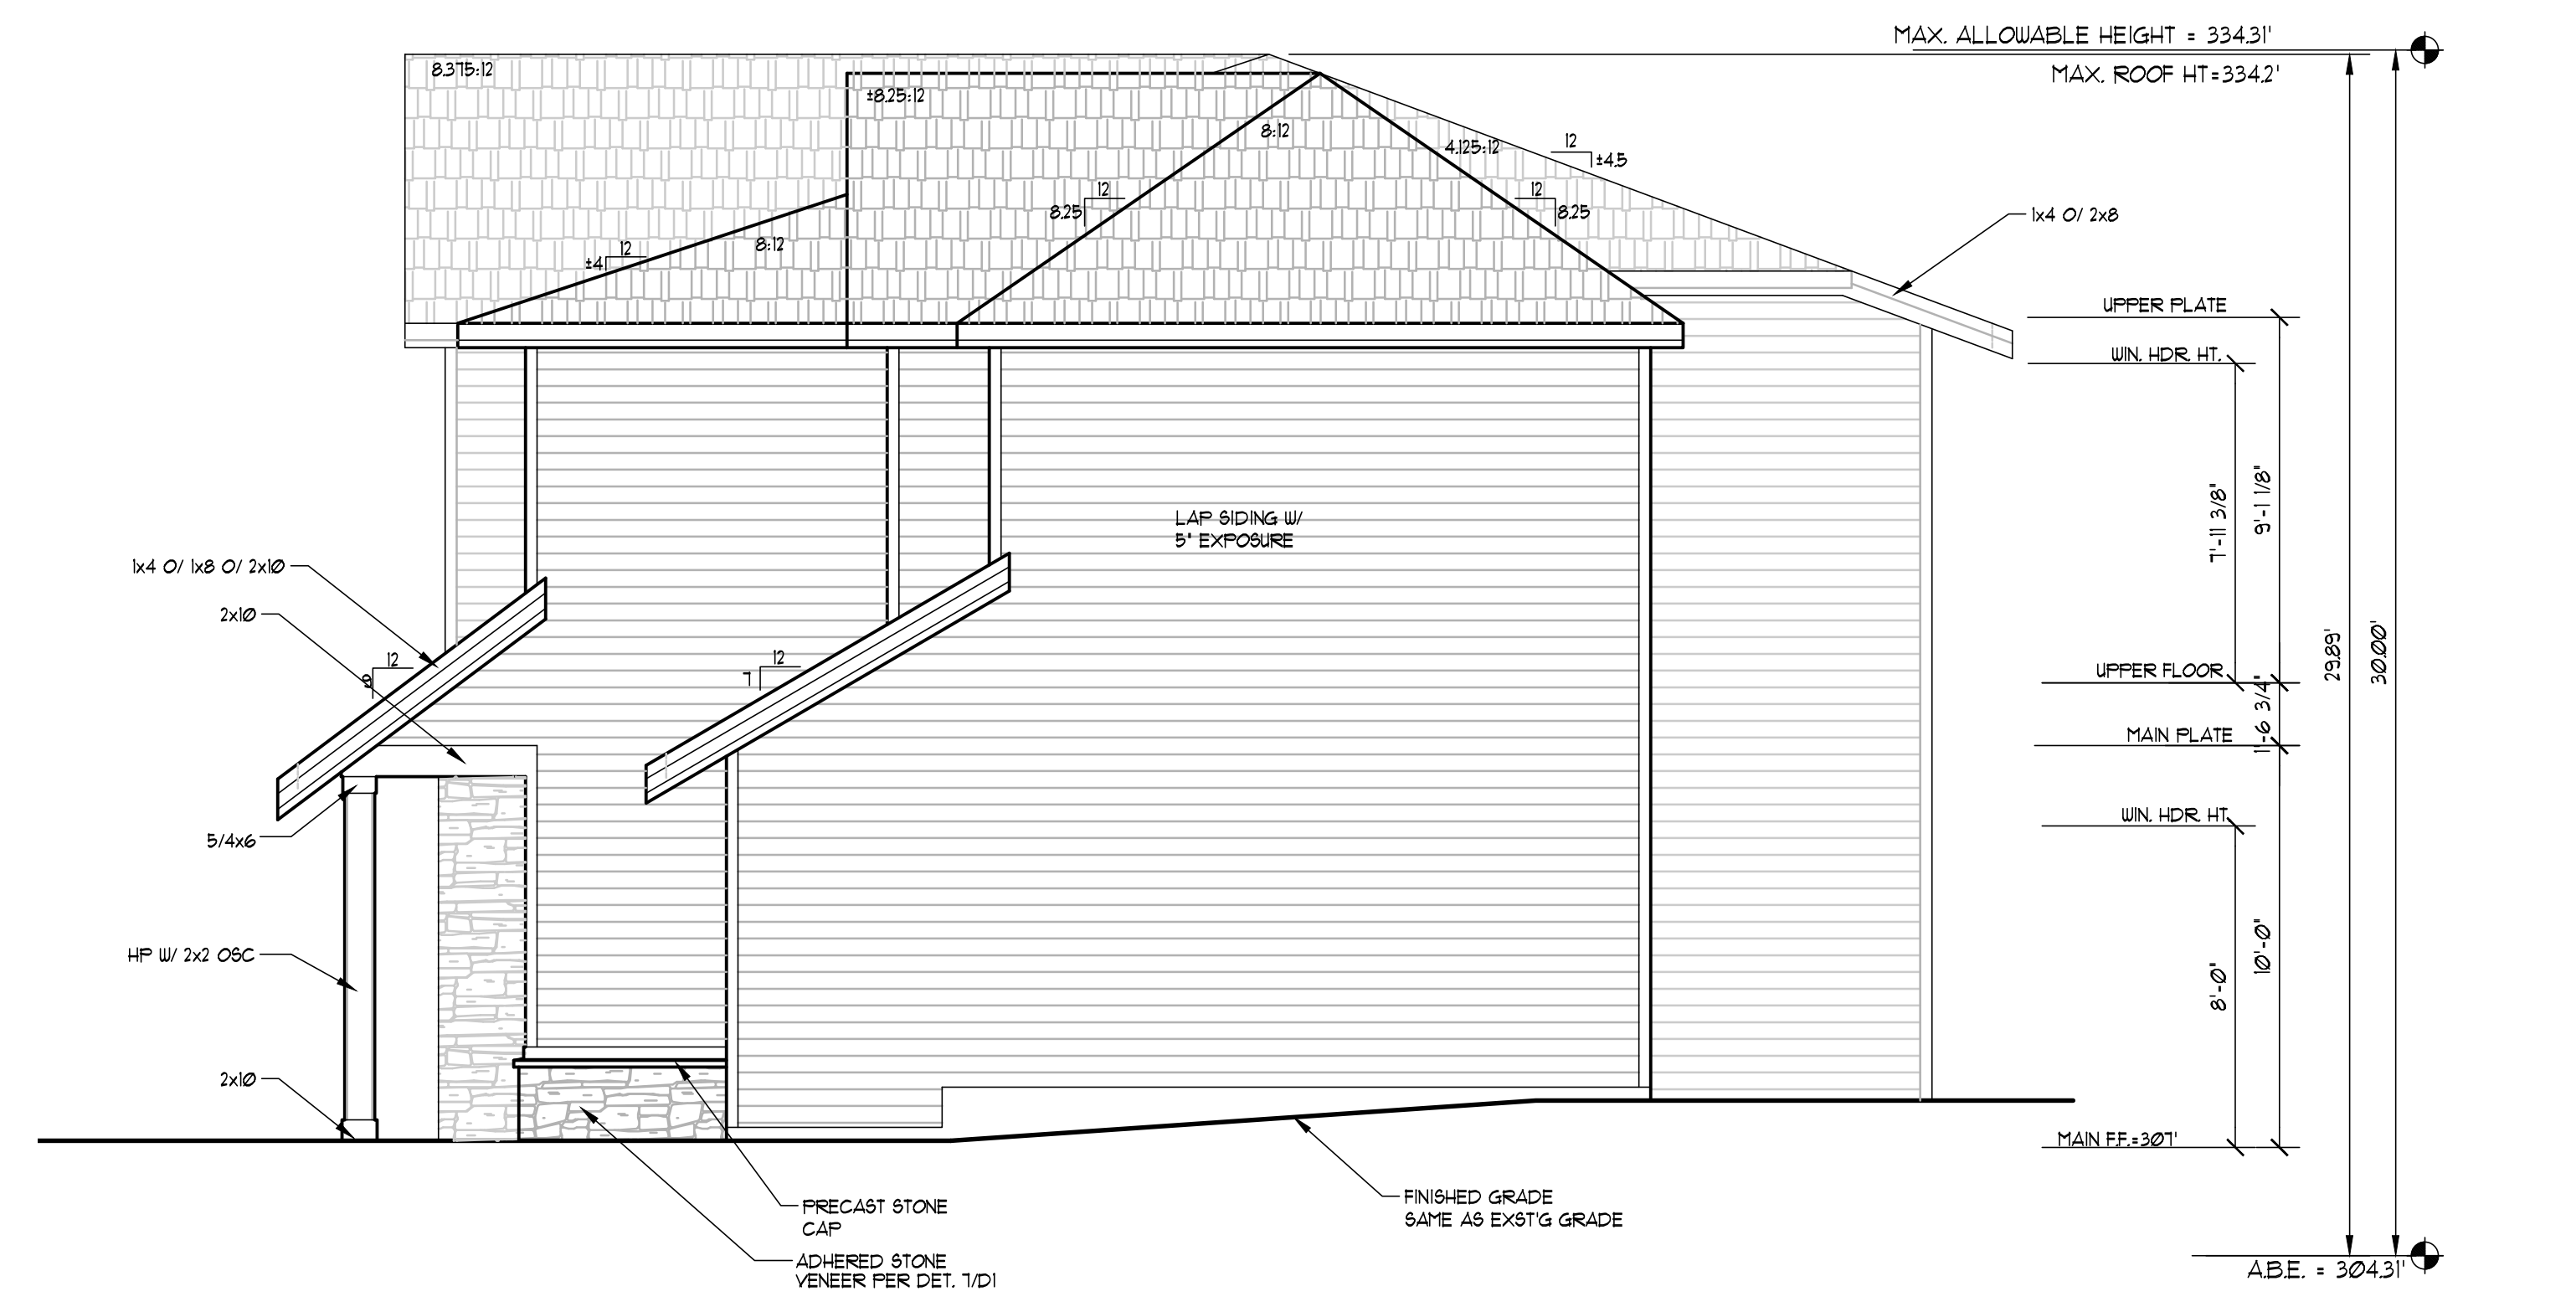 MAX. ALLOWABLE HEIGHT = 334.31'
MAX. ROOF HT=334.2'
8.375:12
±8.25:12
8:12
4.125:12
12
±4.5
12
8.25
12
8.25
1x4 O/ 2x8
12
±4
8:12
UPPER PLATE
WIN. HDR. HT.
7'-11 3/8"
9'-1 1/8"
LAP SIDING W/
5" EXPOSURE
1x4 O/ 1x8 O/ 2x10
2x10
12
12
7
29.89'
30.00'
UPPER FLOOR
1'-6 3/4"
MAIN PLATE
WIN. HDR. HT.
5/4x6
8'-0"
10'-0"
HP W/ 2x2 OSC
2x10
MAIN F.F.=307'
PRECAST STONE
CAP
FINISHED GRADE
SAME AS EXST'G GRADE
ADHERED STONE
VENEER PER DET. 7/D1
A.B.E. = 304.31'